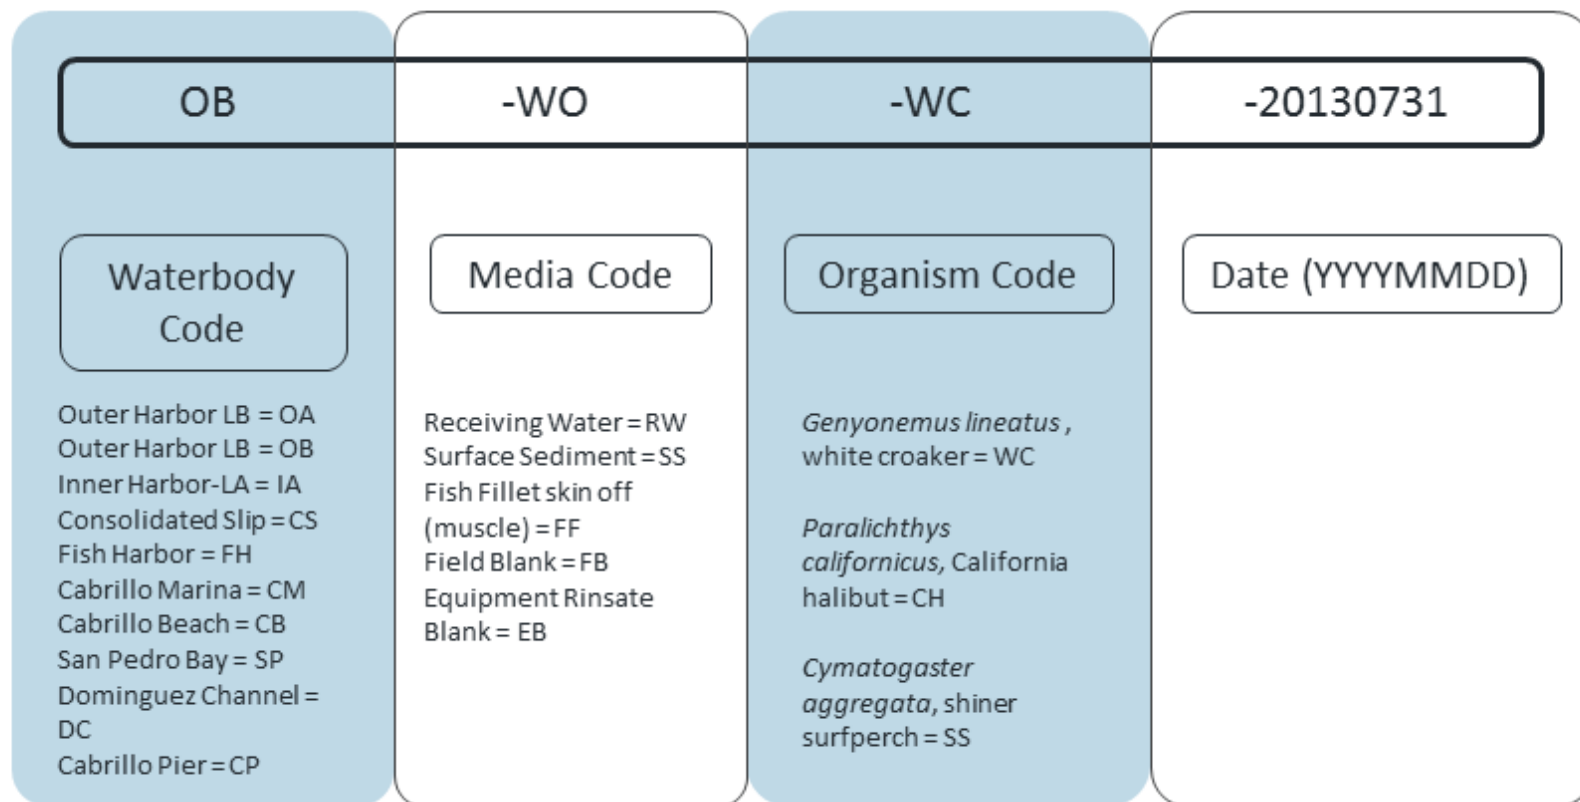 OB -WO -WC -20130731
Waterbody
Code
Media Code
Organism Code
Date (YYYYMMDD)
Outer Harbor LB = OA
Outer Harbor LB = OB
Inner Harbor-LA = IA
Consolidated Slip = CS
Fish Harbor = FH
Cabrillo Marina = CM
Cabrillo Beach = CB
San Pedro Bay = SP
Dominguez Channel =
DC
Cabrillo Pier = CP
Receiving Water = RW
Surface Sediment = SS
Fish Fillet skin off
(muscle) = FF
Field Blank = FB
Equipment Rinsate
Blank = EB
Genyonemus lineatus ,
white croaker = WC
Paralichthys
californicus, California
halibut = CH
Cymatogaster
aggregata, shiner
surfperch = SS